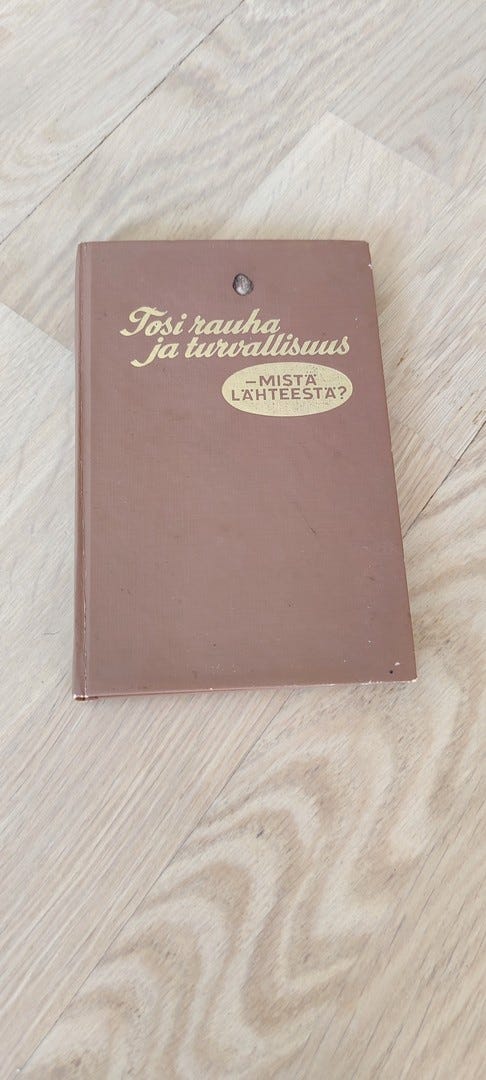 Tosi rauha
ja turvallisuus
—MISTÄ
LÄHTEESTÄ?